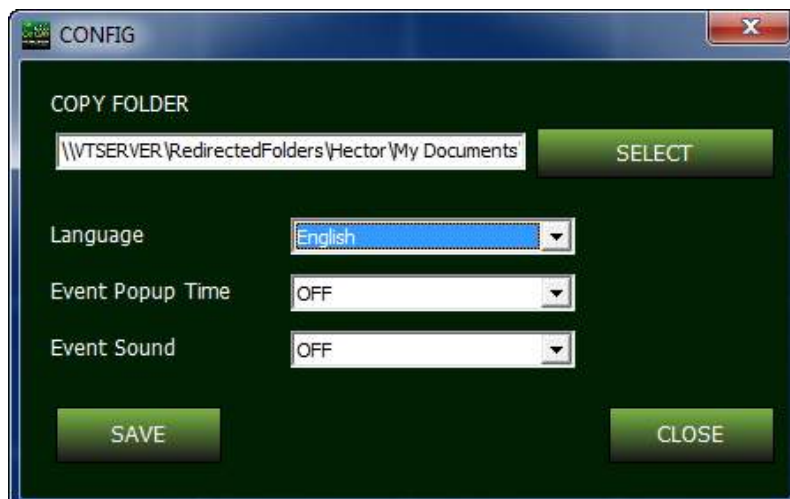 CONFIG
COPY FOLDER
\\VTSERVER\RedirectedFolders\Hector\My Documents\
SELECT
Language
English
Event Popup Time
OFF
Event Sound
OFF
SAVE
CLOSE